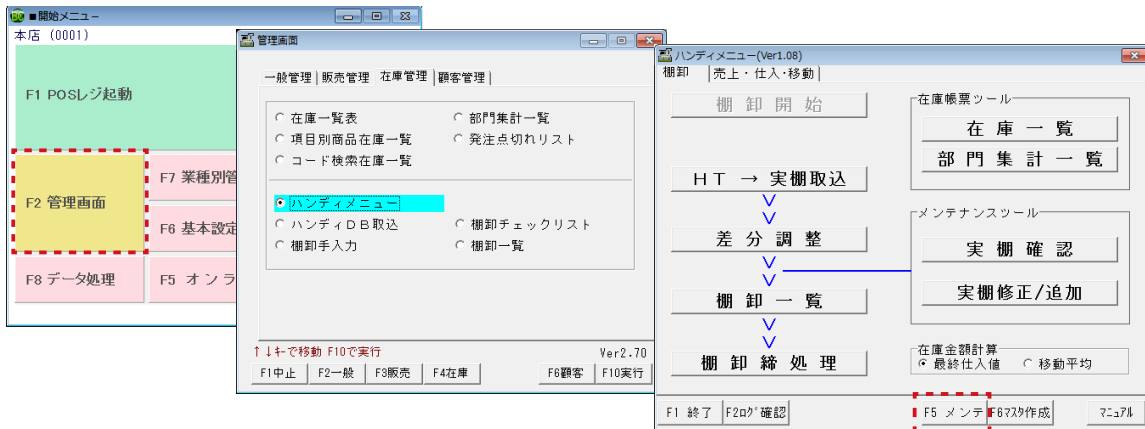 ■開始メニュー
本店 (0001)
F1 POSレジ起動
F2 管理画面
F7 業種別管
F6 基本設定
F8 データ処理
F5 オンラ
管理画面
一般管理 販売管理 在庫管理 顧客管理
在庫一覧表 部門集計一覧
項目別商品在庫一覧 発注点切れリスト
コード検索在庫一覧
ハンディメニュー
ハンディDB取込 棚卸チェックリスト
棚卸手入力 棚卸一覧
↑↓キーで移動 F10で実行 Ver2.70
F1中止 F2一般 F3販売 F4在庫 F6顧客 F10実行
ハンディメニュー(Ver1.08)
棚卸 売上・仕入・移動
棚卸開始
HT → 実棚取込
差分調整
棚卸一覧
棚卸締処理
在庫帳票ツール
在庫一覧
部門集計一覧
メンテナンスツール
実棚確認
実棚修正/追加
在庫金額計算
最終仕入値 移動平均
F1 終了 F2ログ確認 F5 メンテ F6マスタ作成 マニュアル